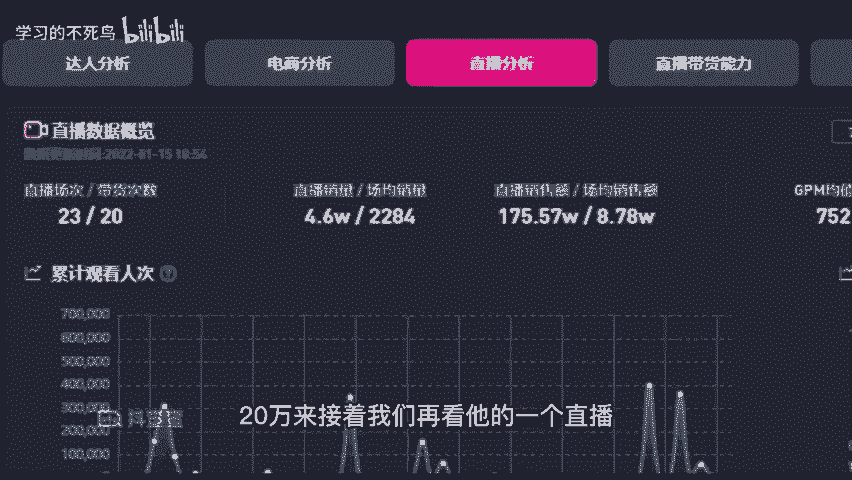 学习的不死鸟 bilibili
达人分析 电商分析 直播分析 直播带货能力
直播数据概览
2022-01-15 10:54
直播场次 / 带货次数 直播销量 / 场均销量 直播销售额 / 场均销售额 GPM均值
23 / 20 4.6w / 2284 175.57w / 8.78w 752
累计观看人次
700,000
600,000
500,000
400,000
300,000
200,000
100,000
20万来接着我们再看他的一个直播